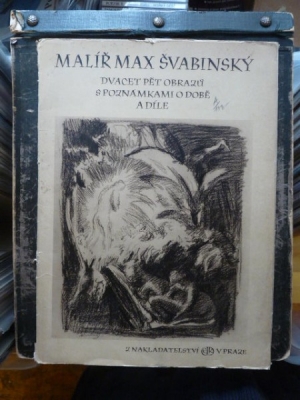 MALÍŘ MAX ŠVABINSKÝ
DVACET PĚT OBRAZŮ
S POZNÁMKAMI O DOBĚ
A DÍLE
Z NAKLADATELSTVÍ V PRAZE